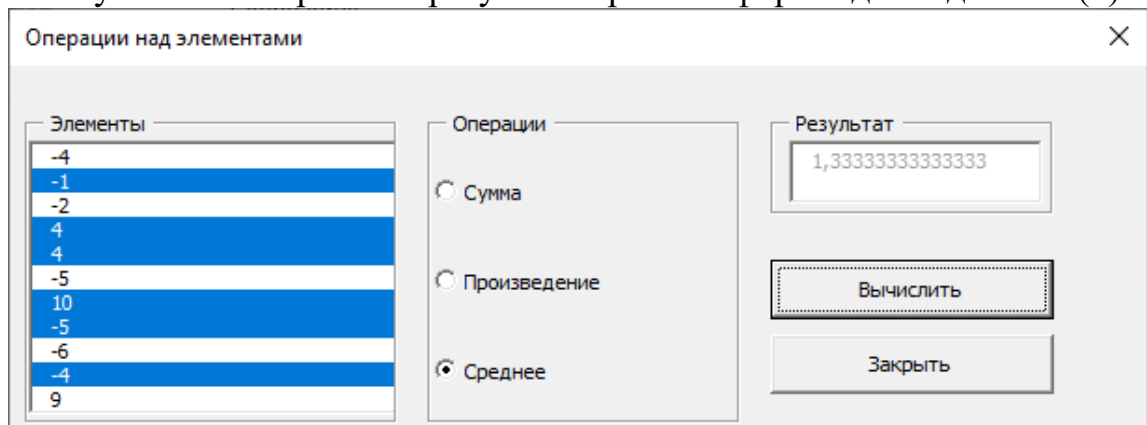 Операции над элементами
Элементы
-4
-1
-2
4
4
-5
10
-5
-6
-4
9
Операции
Сумма
Произведение
Среднее
Результат
1,33333333333333
Вычислить
Закрыть